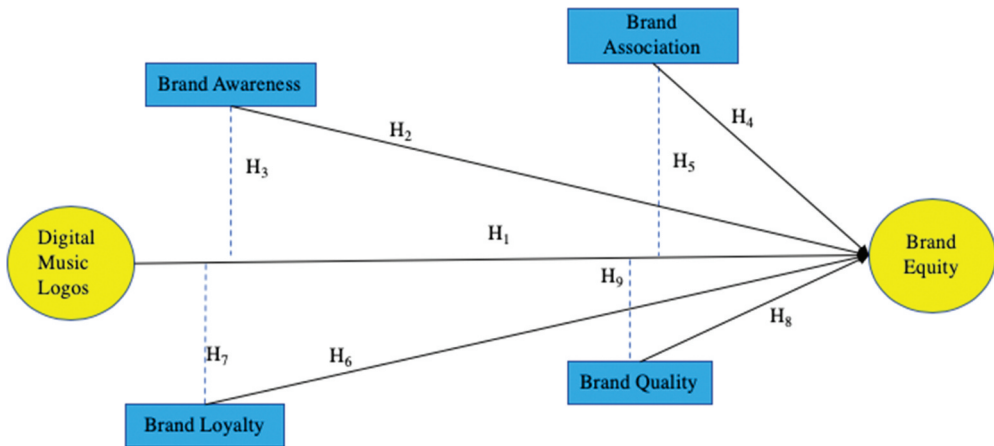 Brand
Association
Brand Awareness
H₄
H₂
H₃
H₅
Digital
Music
Logos
H₁
Brand
Equity
H₉
H₈
H₇
H₆
Brand Quality
Brand Loyalty